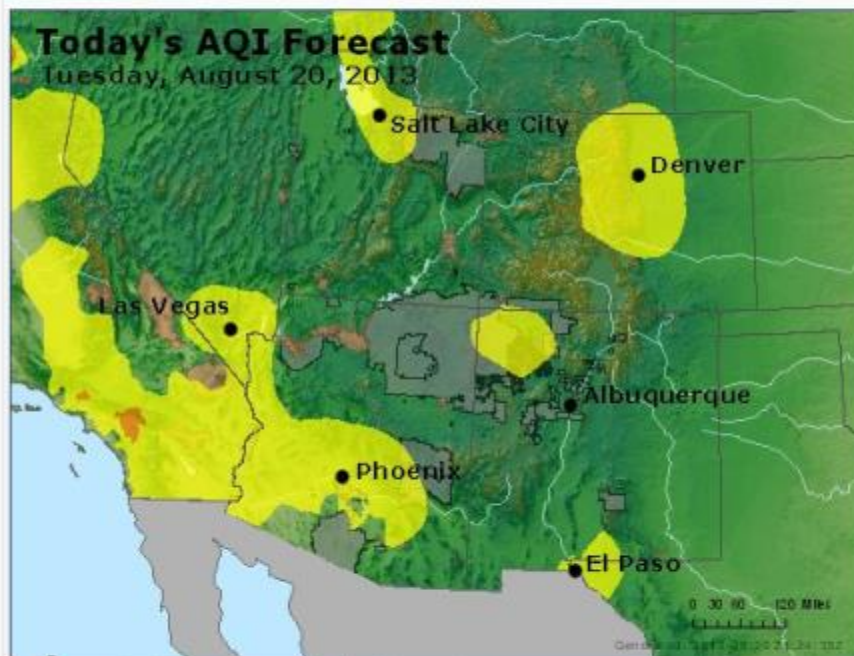 Today's AQI Forecast
Tuesday, August 20, 2013
Salt Lake City
Denver
Las Vegas
Albuquerque
Phoenix
El Paso
0 30 60 120 Miles